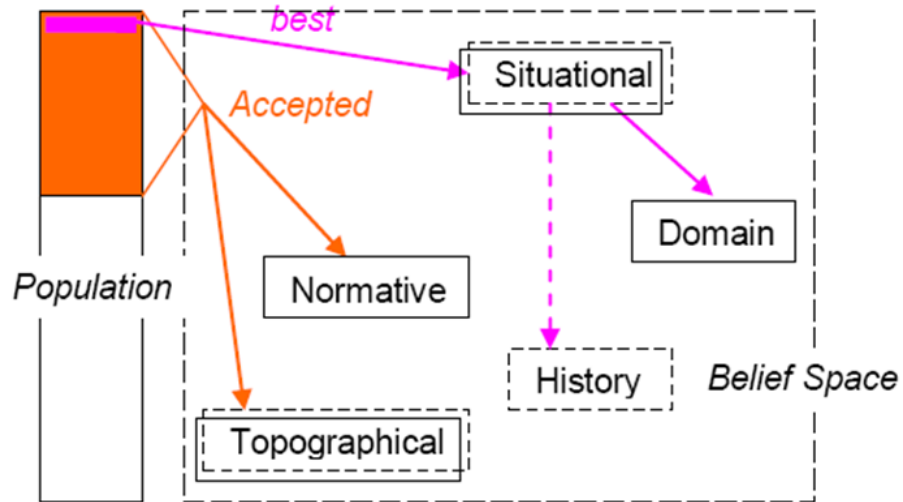 best
Situational
Accepted
Domain
Population
Normative
History
Belief Space
Topographical